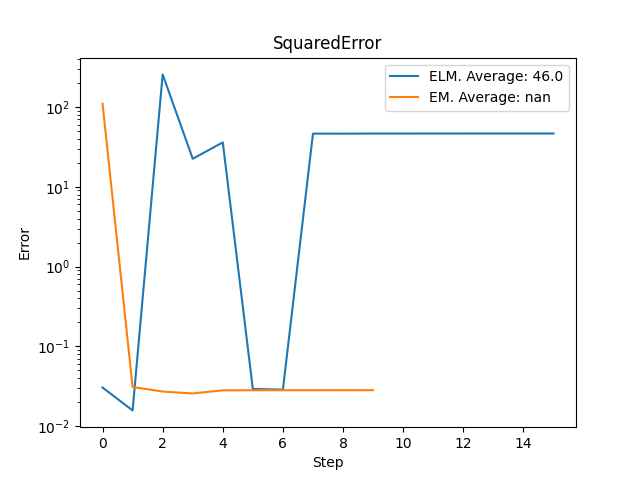 SquaredError
ELM. Average: 46.0
EM. Average: nan
Error
10²
10¹
10⁰
10⁻¹
10⁻²
0 2 4 6 8 10 12 14
Step